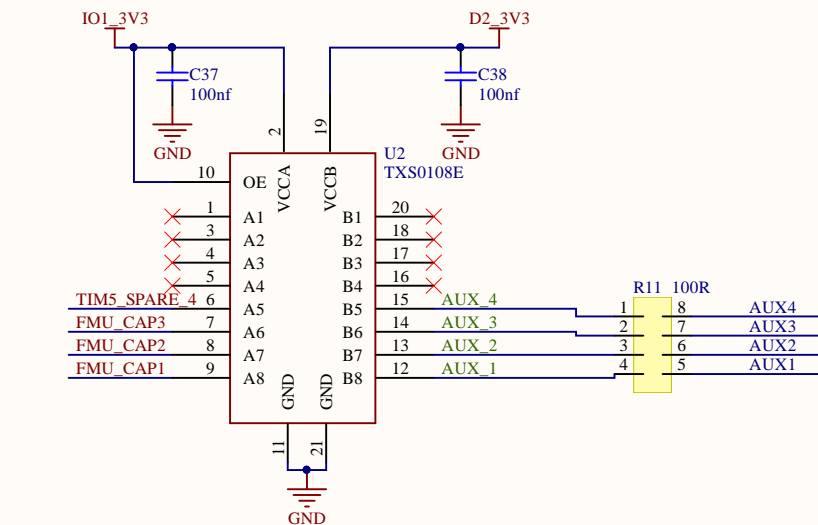 IO1_3V3
D2_3V3
C37
100nf
C38
100nf
GND
GND
2
19
U2
TXS0108E
10
OE
VCCA
VCCB
1
A1
B1
20
3
A2
B2
18
4
A3
B3
17
5
A4
B4
16
TIM5_SPARE_4
6
A5
B5
15
AUX_4
FMU_CAP3
7
A6
B6
14
AUX_3
FMU_CAP2
8
A7
B7
13
AUX_2
FMU_CAP1
9
A8
B8
12
AUX_1
R11 100R
1
8
AUX4
2
7
AUX3
3
6
AUX2
4
5
AUX1
GND
GND
11
21
GND